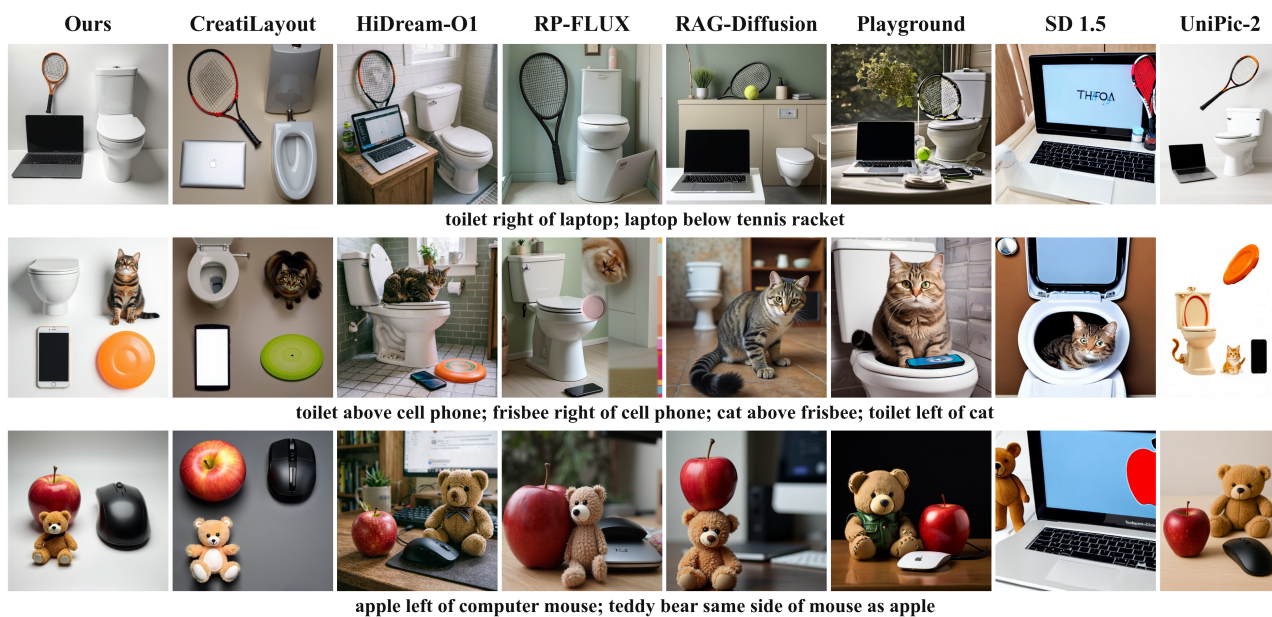 Ours CreatiLayout HiDream-O1 RP-FLUX RAG-Diffusion Playground SD 1.5 UniPic-2
toilet right of laptop; laptop below tennis racket
toilet above cell phone; frisbee right of cell phone; cat above frisbee; toilet left of cat
apple left of computer mouse; teddy bear same side of mouse as apple